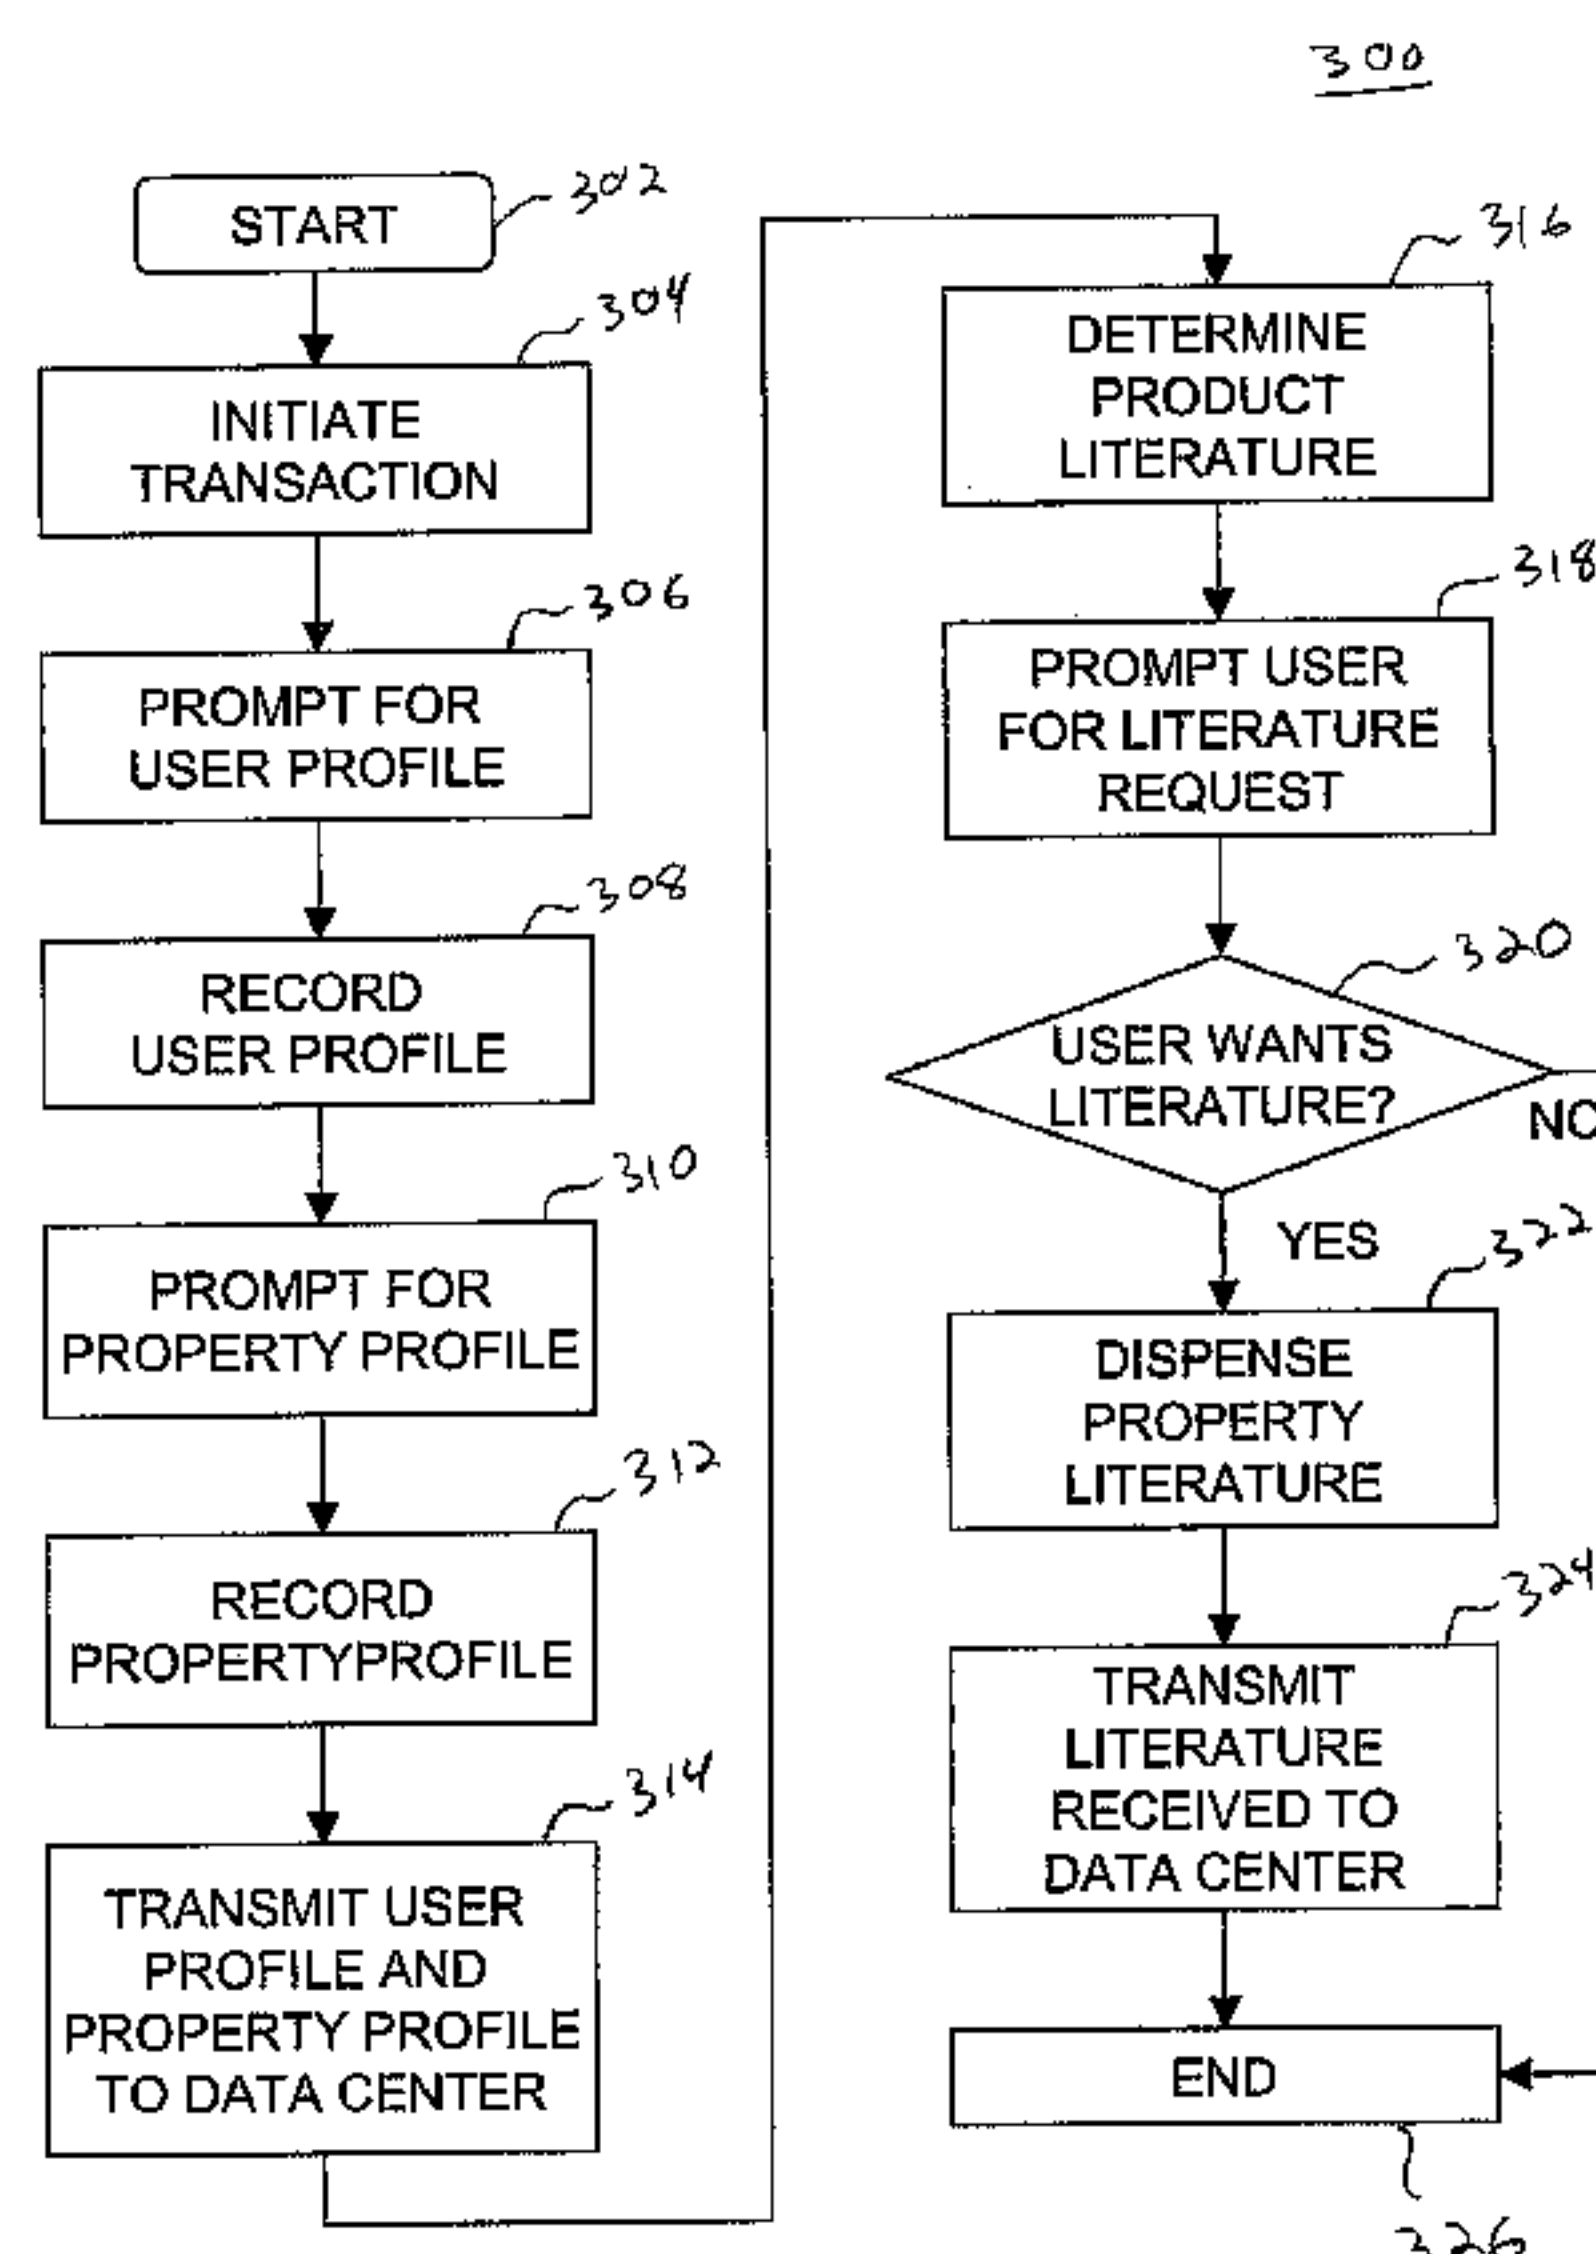 300
START
302
INITIATE
TRANSACTION
304
PROMPT FOR
USER PROFILE
306
RECORD
USER PROFILE
308
PROMPT FOR
PROPERTY PROFILE
310
RECORD
PROPERTYPROFILE
312
TRANSMIT USER
PROFILE AND
PROPERTY PROFILE
TO DATA CENTER
314
DETERMINE
PRODUCT
LITERATURE
316
PROMPT USER
FOR LITERATURE
REQUEST
318
USER WANTS
LITERATURE?
320
NO
YES
DISPENSE
PROPERTY
LITERATURE
322
TRANSMIT
LITERATURE
RECEIVED TO
DATA CENTER
324
END
326